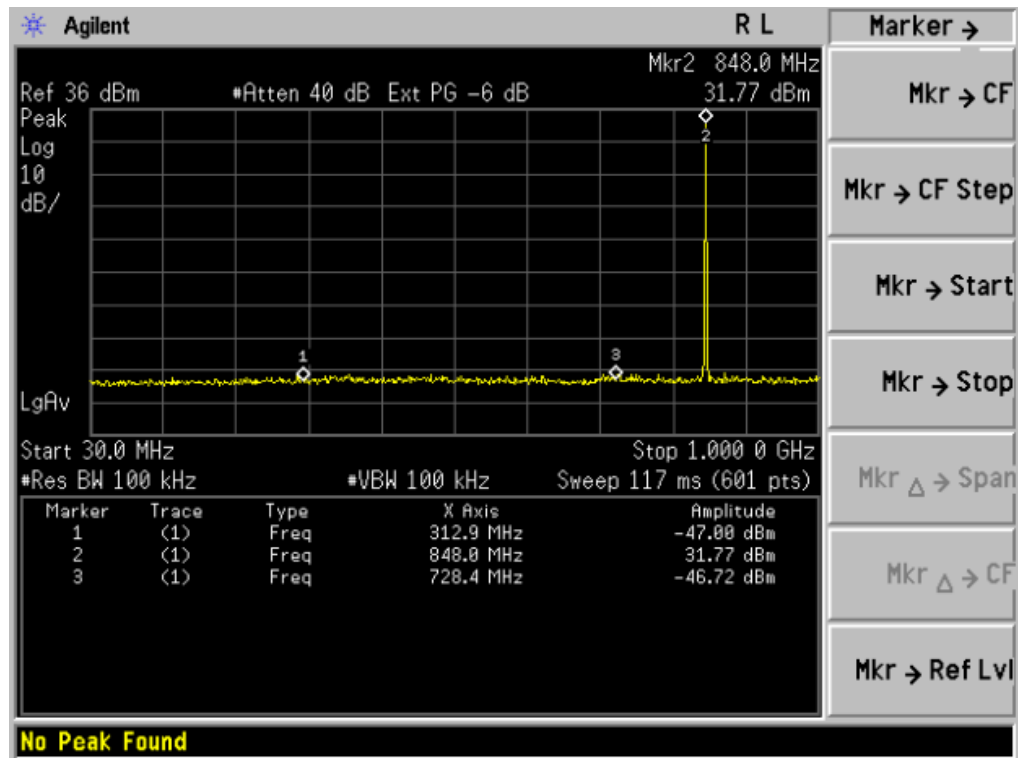 Agilent R L Marker →
Mkr2 848.0 MHz
Ref 36 dBm #Atten 40 dB Ext PG -6 dB 31.77 dBm
Peak
Log
10
dB/
2
1
3
LgAv
Start 30.0 MHz Stop 1.000 0 GHz
#Res BW 100 kHz #VBW 100 kHz Sweep 117 ms (601 pts)
Marker Trace Type X Axis Amplitude
1 (1) Freq 312.9 MHz -47.00 dBm
2 (1) Freq 848.0 MHz 31.77 dBm
3 (1) Freq 728.4 MHz -46.72 dBm
Mkr → CF
Mkr → CF Step
Mkr → Start
Mkr → Stop
Mkr △ → Span
Mkr △ → CF
Mkr → Ref Lvl
No Peak Found